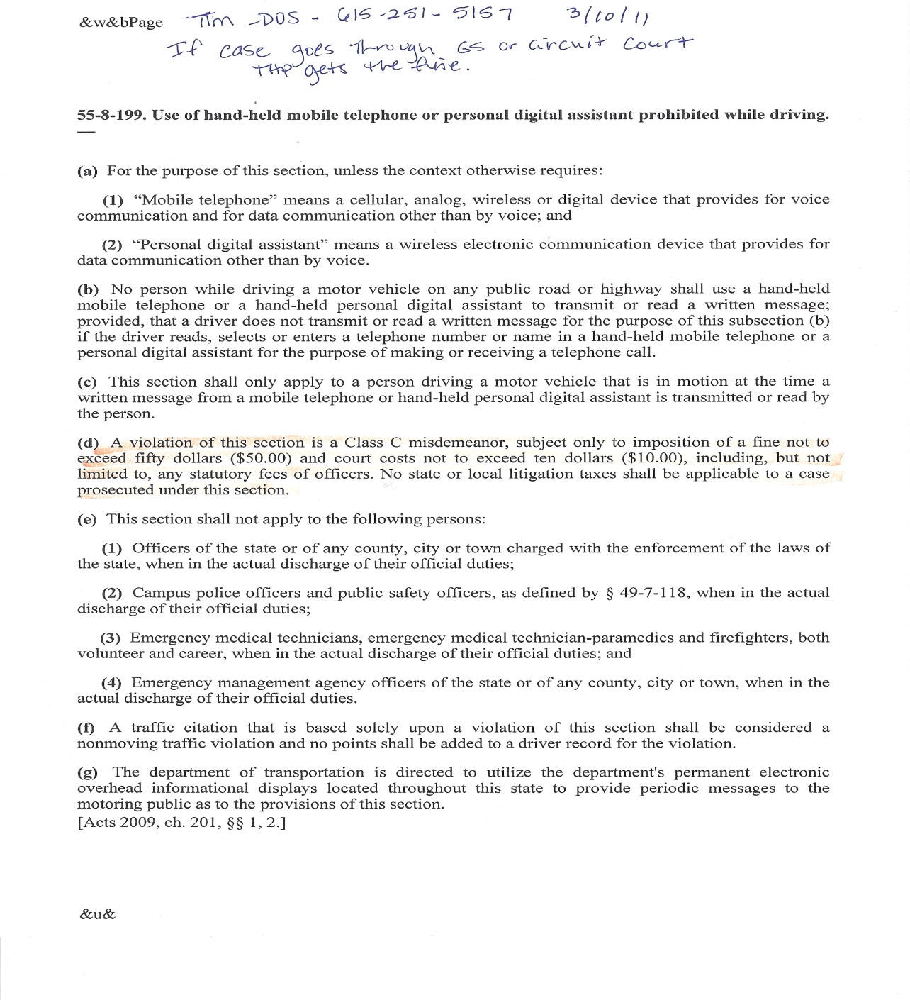 &w&bPage Tim DOS - 615-251-5157 3/10/11
If case goes through GS or Circuit Court
THP gets the fine.
55-8-199. Use of hand-held mobile telephone or personal digital assistant prohibited while driving.
—
(a) For the purpose of this section, unless the context otherwise requires:
(1) “Mobile telephone” means a cellular, analog, wireless or digital device that provides for voice
communication and for data communication other than by voice; and
(2) “Personal digital assistant” means a wireless electronic communication device that provides for
data communication other than by voice.
(b) No person while driving a motor vehicle on any public road or highway shall use a hand-held
mobile telephone or a hand-held personal digital assistant to transmit or read a written message;
provided, that a driver does not transmit or read a written message for the purpose of this subsection (b)
if the driver reads, selects or enters a telephone number or name in a hand-held mobile telephone or a
personal digital assistant for the purpose of making or receiving a telephone call.
(c) This section shall only apply to a person driving a motor vehicle that is in motion at the time a
written message from a mobile telephone or hand-held personal digital assistant is transmitted or read by
the person.
(d) A violation of this section is a Class C misdemeanor, subject only to imposition of a fine not to
exceed fifty dollars ($50.00) and court costs not to exceed ten dollars ($10.00), including, but not
limited to, any statutory fees of officers. No state or local litigation taxes shall be applicable to a case
prosecuted under this section.
(e) This section shall not apply to the following persons:
(1) Officers of the state or of any county, city or town charged with the enforcement of the laws of
the state, when in the actual discharge of their official duties;
(2) Campus police officers and public safety officers, as defined by § 49-7-118, when in the actual
discharge of their official duties;
(3) Emergency medical technicians, emergency medical technician-paramedics and firefighters, both
volunteer and career, when in the actual discharge of their official duties; and
(4) Emergency management agency officers of the state or of any county, city or town, when in the
actual discharge of their official duties.
(f) A traffic citation that is based solely upon a violation of this section shall be considered a
nonmoving traffic violation and no points shall be added to a driver record for the violation.
(g) The department of transportation is directed to utilize the department's permanent electronic
overhead informational displays located throughout this state to provide periodic messages to the
motoring public as to the provisions of this section.
[Acts 2009, ch. 201, §§ 1, 2.]
&u&